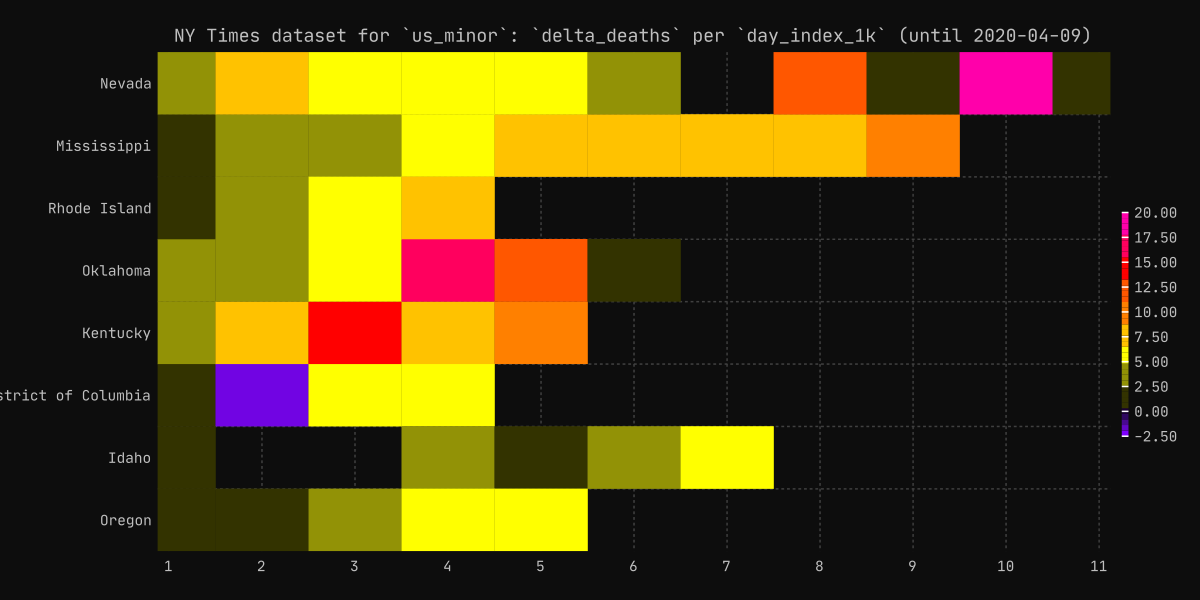 NY Times dataset for `us_minor`: `delta_deaths` per `day_index_1k` (until 2020-04-09)
Nevada
Mississippi
Rhode Island
Oklahoma
Kentucky
strict of Columbia
Idaho
Oregon
1 2 3 4 5 6 7 8 9 10 11
20.00
17.50
15.00
12.50
10.00
7.50
5.00
2.50
0.00
-2.50